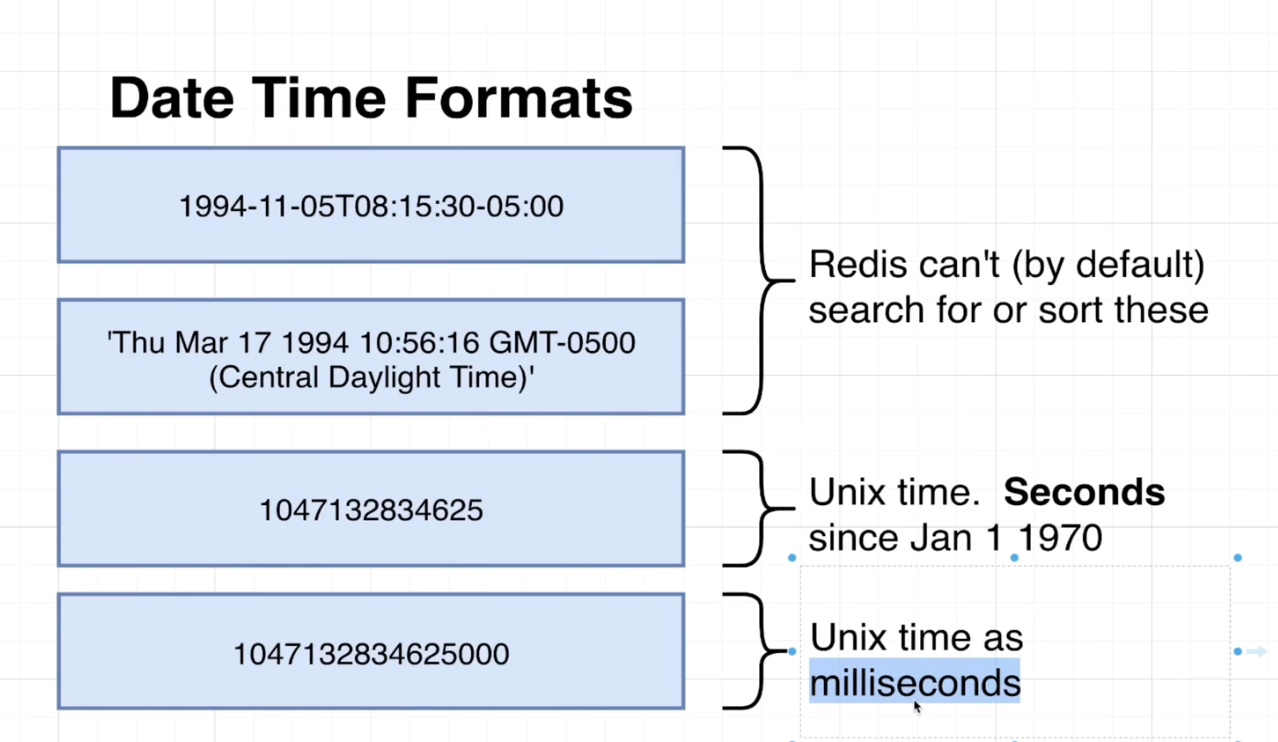 Date Time Formats
1994-11-05T08:15:30-05:00
'Thu Mar 17 1994 10:56:16 GMT-0500
(Central Daylight Time)'
Redis can't (by default)
search for or sort these
1047132834625
Unix time.  Seconds
since Jan 1 1970
1047132834625000
Unix time as
milliseconds